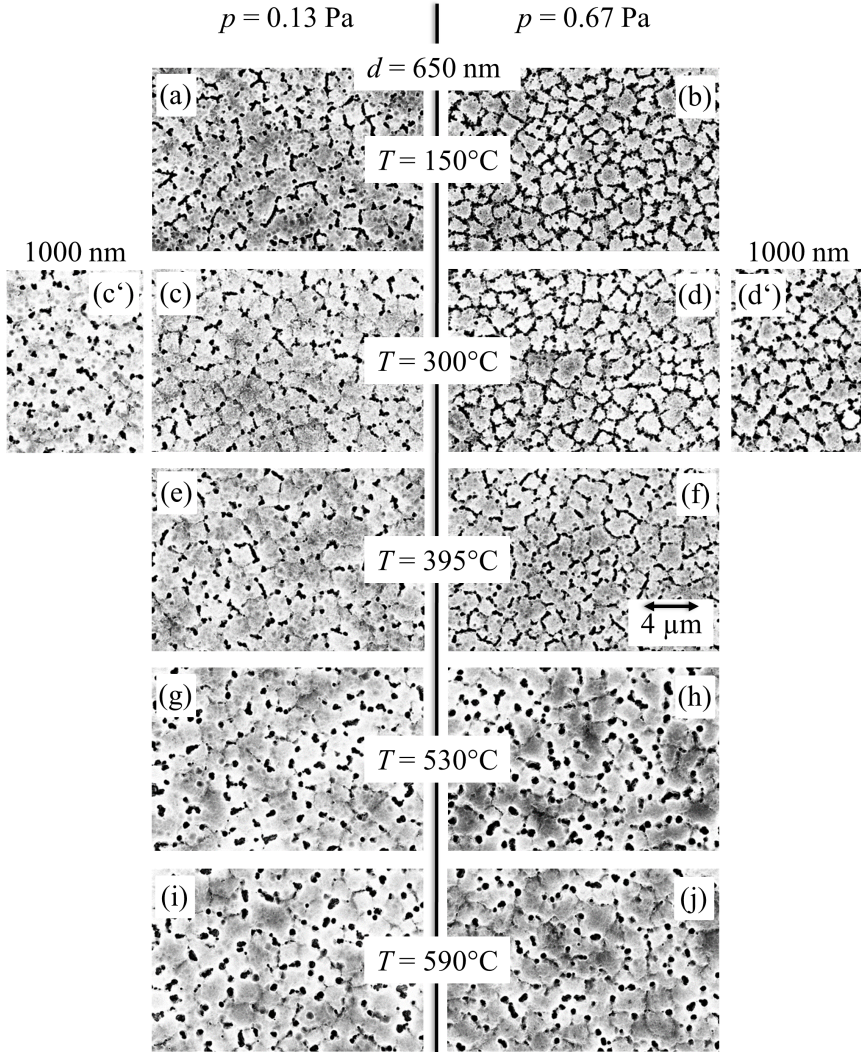 p = 0.13 Pa
p = 0.67 Pa
d = 650 nm
(a)
(b)
T = 150°C
1000 nm
1000 nm
(c‘)
(c)
(d)
(d‘)
T = 300°C
(e)
(f)
T = 395°C
4 µm
(g)
(h)
T = 530°C
(i)
(j)
T = 590°C